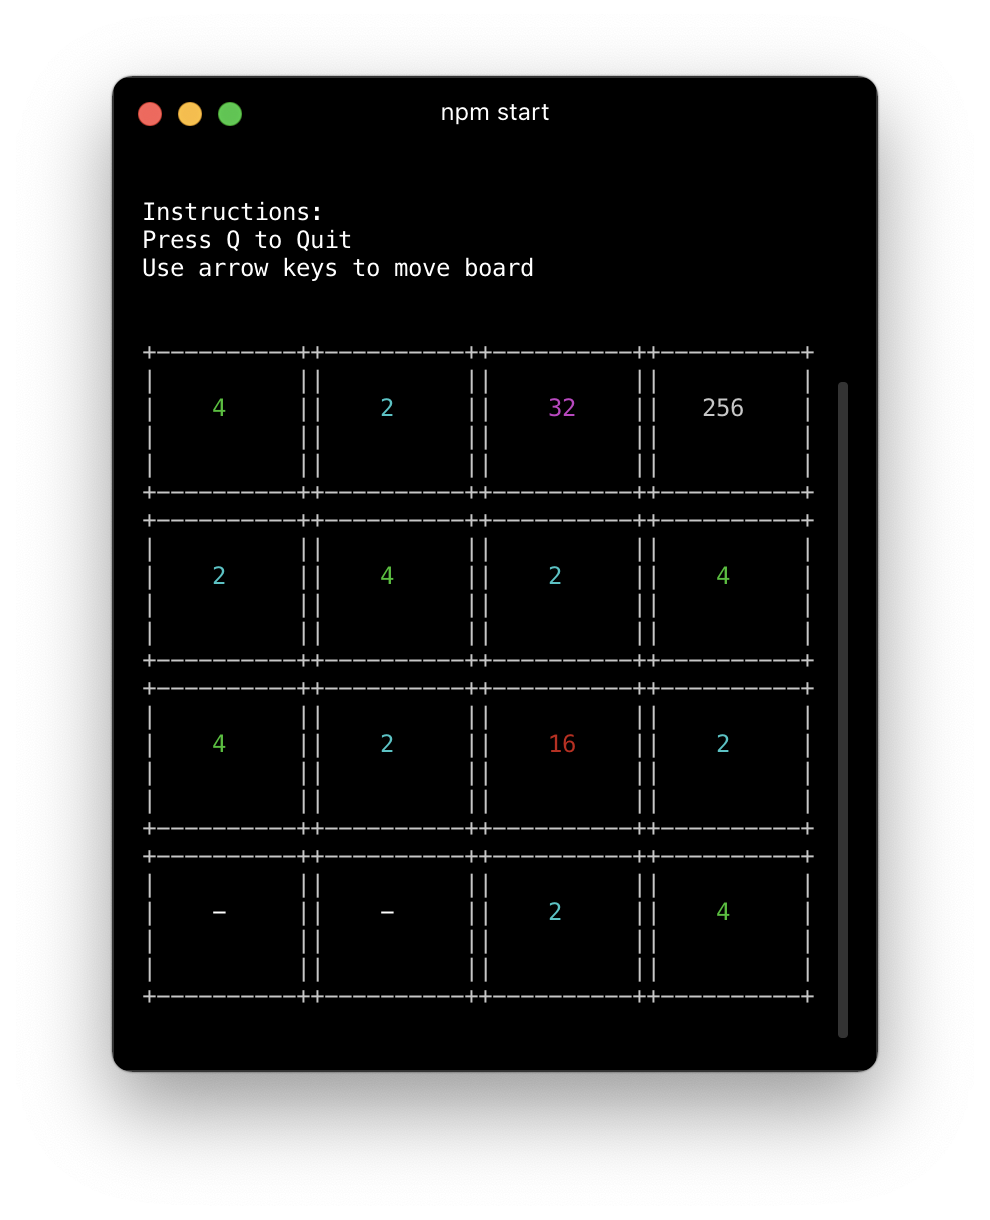 npm start
Instructions:
Press Q to Quit
Use arrow keys to move board
4 2 32 256
2 4 2 4
4 2 16 2
– – 2 4